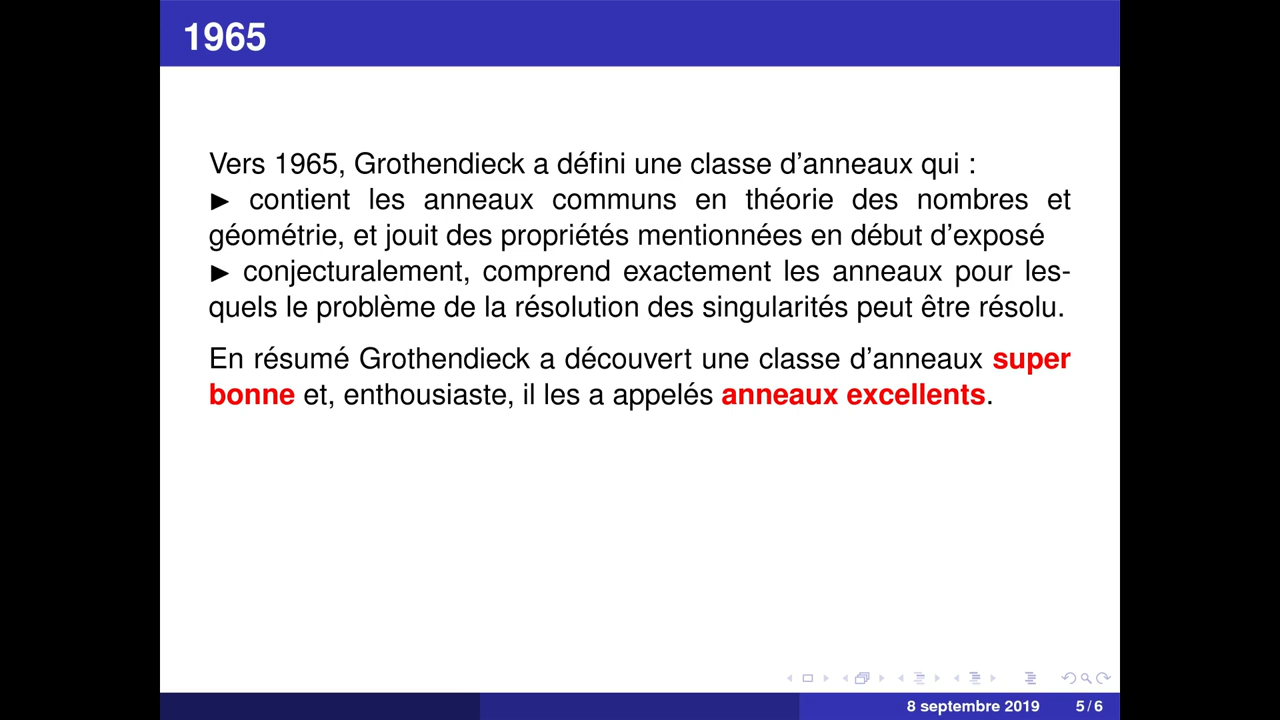 1965
Vers 1965, Grothendieck a défini une classe d'anneaux qui :
▶ contient les anneaux communs en théorie des nombres et
géométrie, et jouit des propriétés mentionnées en début d'exposé
▶ conjecturalement, comprend exactement les anneaux pour les-
quels le problème de la résolution des singularités peut être résolu.
En résumé Grothendieck a découvert une classe d'anneaux super
bonne et, enthousiaste, il les a appelés anneaux excellents.
8 septembre 2019 5 / 6